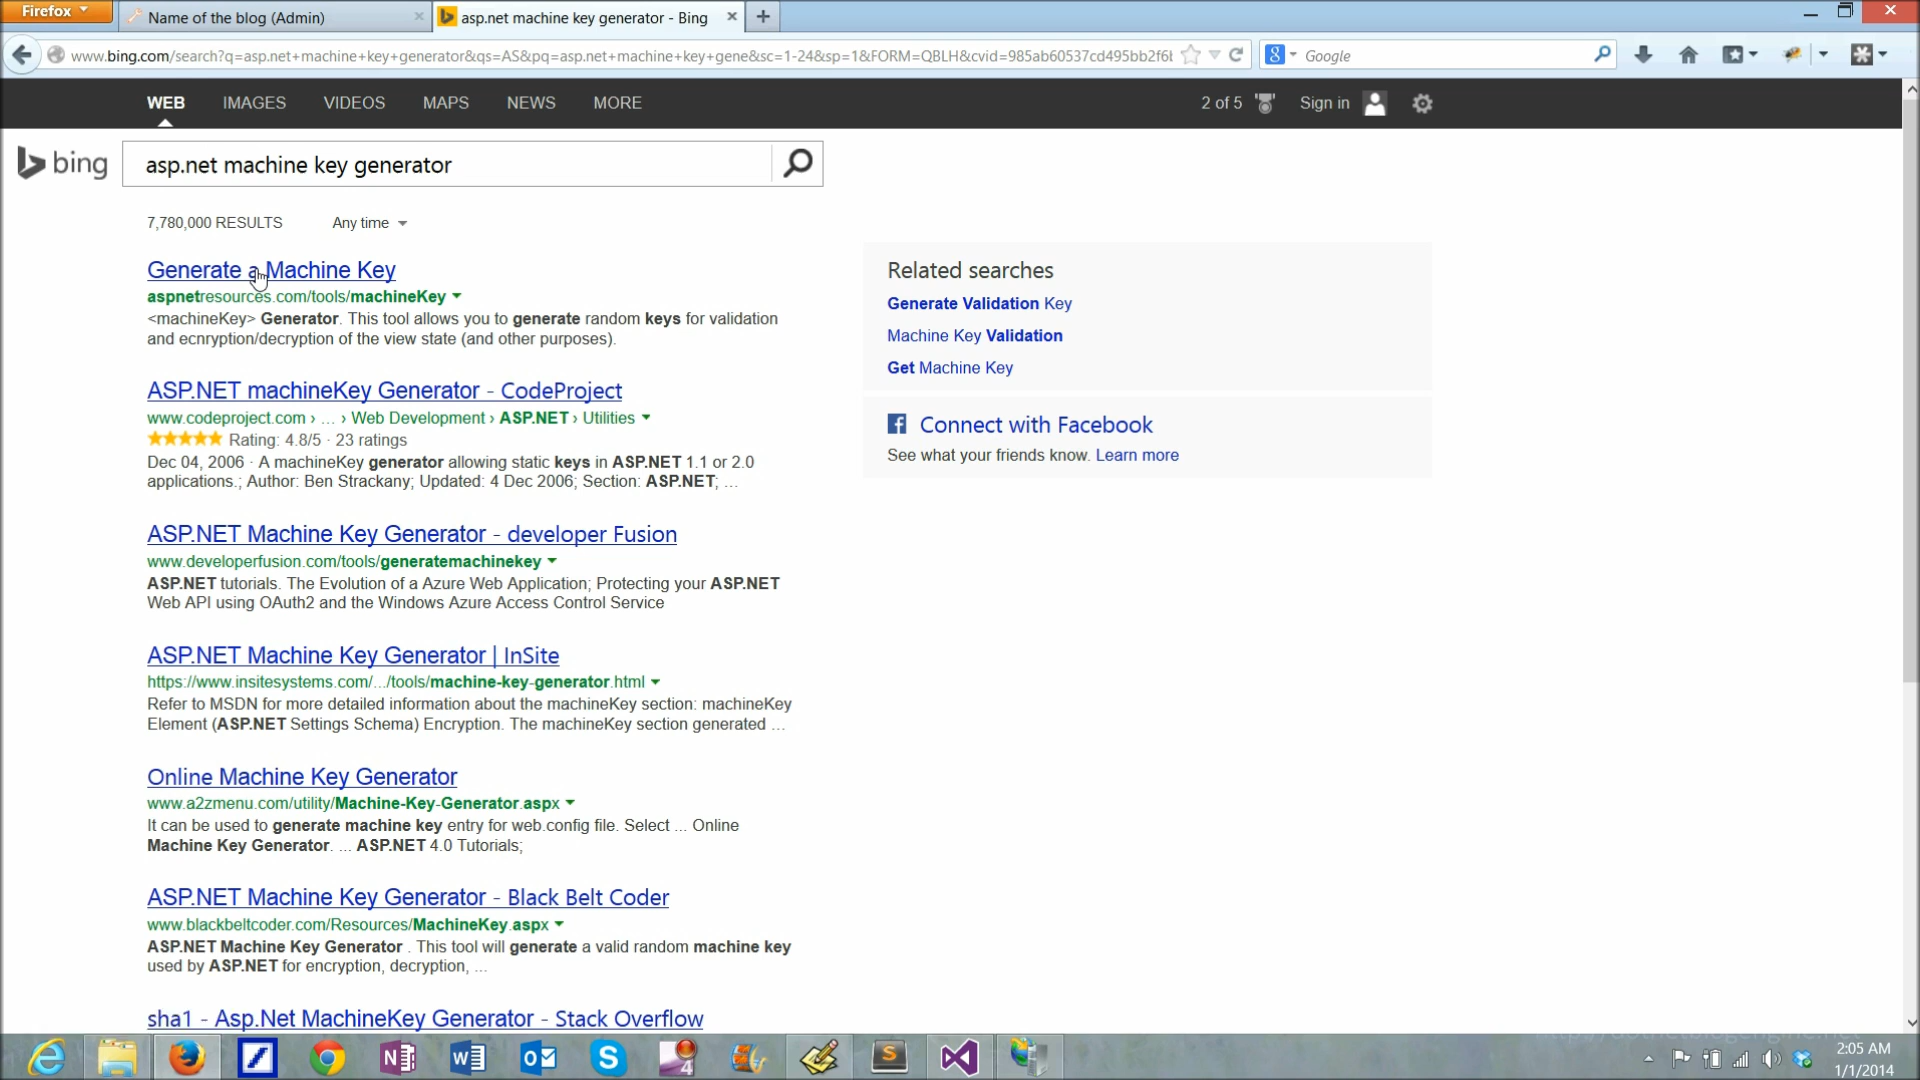 Firefox
Name of the blog (Admin)
asp.net machine key generator - Bing
www.bing.com/search?q=asp.net+machine+key+generator&qs=AS&pq=asp.net+machine+key+gene&sc=1-24&sp=1&FORM=QBLH&cvid=985ab60537cd495bb2f6b
Google
WEB
IMAGES
VIDEOS
MAPS
NEWS
MORE
2 of 5
Sign in
bing
asp.net machine key generator
7,780,000 RESULTS
Any time
Generate a Machine Key
aspnetresources.com/tools/machineKey
<machineKey> Generator. This tool allows you to generate random keys for validation
and ecnryption/decryption of the view state (and other purposes).
ASP.NET machineKey Generator - CodeProject
www.codeproject.com › ... › Web Development › ASP.NET › Utilities
Rating: 4.8/5 · 23 ratings
Dec 04, 2006 · A machineKey generator allowing static keys in ASP.NET 1.1 or 2.0
applications.; Author: Ben Strackany; Updated: 4 Dec 2006; Section: ASP.NET; ...
ASP.NET Machine Key Generator - developer Fusion
www.developerfusion.com/tools/generatemachinekey
ASP.NET tutorials. The Evolution of a Azure Web Application; Protecting your ASP.NET
Web API using OAuth2 and the Windows Azure Access Control Service
ASP.NET Machine Key Generator | InSite
https://www.insitesystems.com/.../tools/machine-key-generator.html
Refer to MSDN for more detailed information about the machineKey section: machineKey
Element (ASP.NET Settings Schema) Encryption. The machineKey section generated ...
Online Machine Key Generator
www.a2zmenu.com/utility/Machine-Key-Generator.aspx
It can be used to generate machine key entry for web.config file. Select ... Online
Machine Key Generator. ... ASP.NET 4.0 Tutorials;
ASP.NET Machine Key Generator - Black Belt Coder
www.blackbeltcoder.com/Resources/MachineKey.aspx
ASP.NET Machine Key Generator . This tool will generate a valid random machine key
used by ASP.NET for encryption, decryption, ...
sha1 - Asp.Net MachineKey Generator - Stack Overflow
Related searches
Generate Validation Key
Machine Key Validation
Get Machine Key
Connect with Facebook
See what your friends know. Learn more
http://dotnetblogengine.net
2:05 AM
1/1/2014